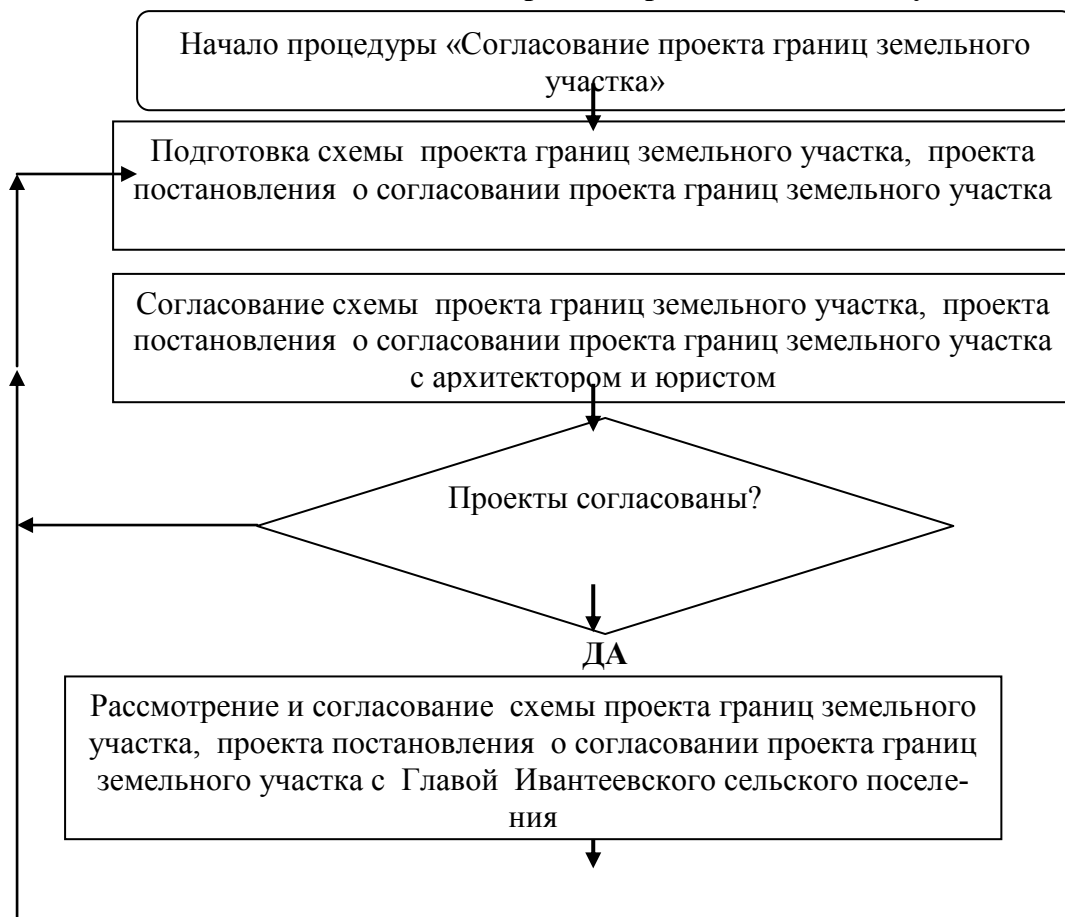 Начало процедуры «Согласование проекта границ земельного
участка»
Подготовка схемы проекта границ земельного участка, проекта
постановления о согласовании проекта границ земельного участка
Согласование схемы проекта границ земельного участка, проекта
постановления о согласовании проекта границ земельного участка
с архитектором и юристом
Проекты согласованы?
ДА
Рассмотрение и согласование схемы проекта границ земельного
участка, проекта постановления о согласовании проекта границ
земельного участка с Главой Ивантеевского сельского поселе-
ния